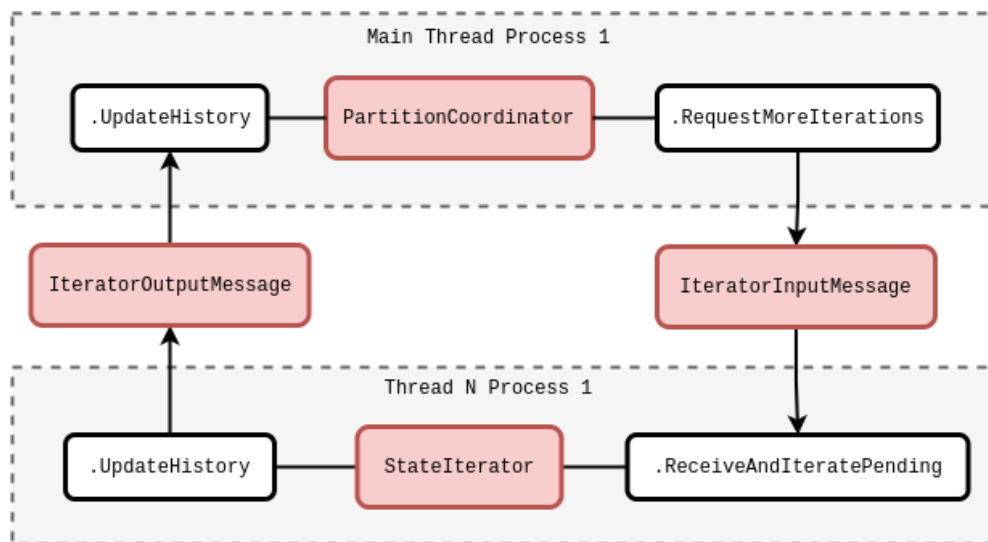 Main Thread Process 1
.UpdateHistory
PartitionCoordinator
.RequestMoreIterations
IteratorOutputMessage
IteratorInputMessage
Thread N Process 1
.UpdateHistory
StateIterator
.ReceiveAndIteratePending